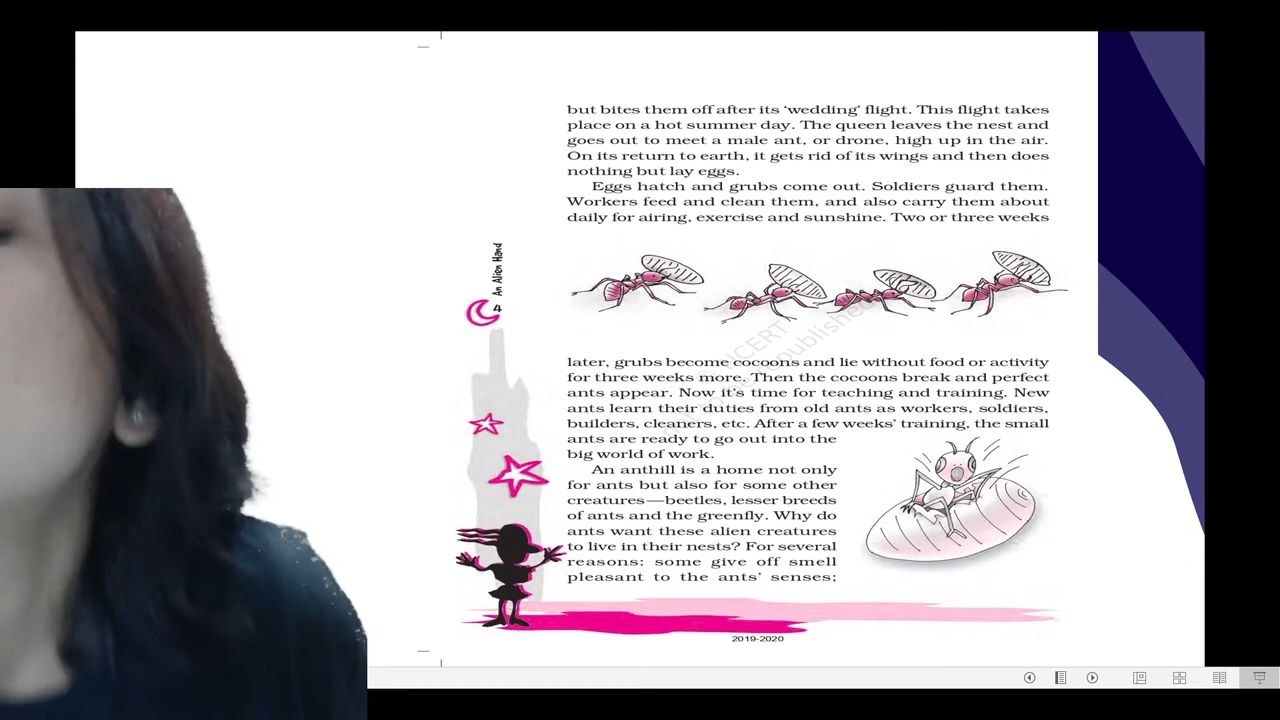 but bites them off after its ‘wedding’ flight. This flight takes
place on a hot summer day. The queen leaves the nest and
goes out to meet a male ant, or drone, high up in the air.
On its return to earth, it gets rid of its wings and then does
nothing but lay eggs.
Eggs hatch and grubs come out. Soldiers guard them.
Workers feed and clean them, and also carry them about
daily for airing, exercise and sunshine. Two or three weeks
4 An Alien Hand
later, grubs become cocoons and lie without food or activity
for three weeks more. Then the cocoons break and perfect
ants appear. Now it’s time for teaching and training. New
ants learn their duties from old ants as workers, soldiers,
builders, cleaners, etc. After a few weeks’ training, the small
ants are ready to go out into the
big world of work.
An anthill is a home not only
for ants but also for some other
creatures—beetles, lesser breeds
of ants and the greenfly. Why do
ants want these alien creatures
to live in their nests? For several
reasons: some give off smell
pleasant to the ants’ senses;
2019-2020
NCERT
be republished